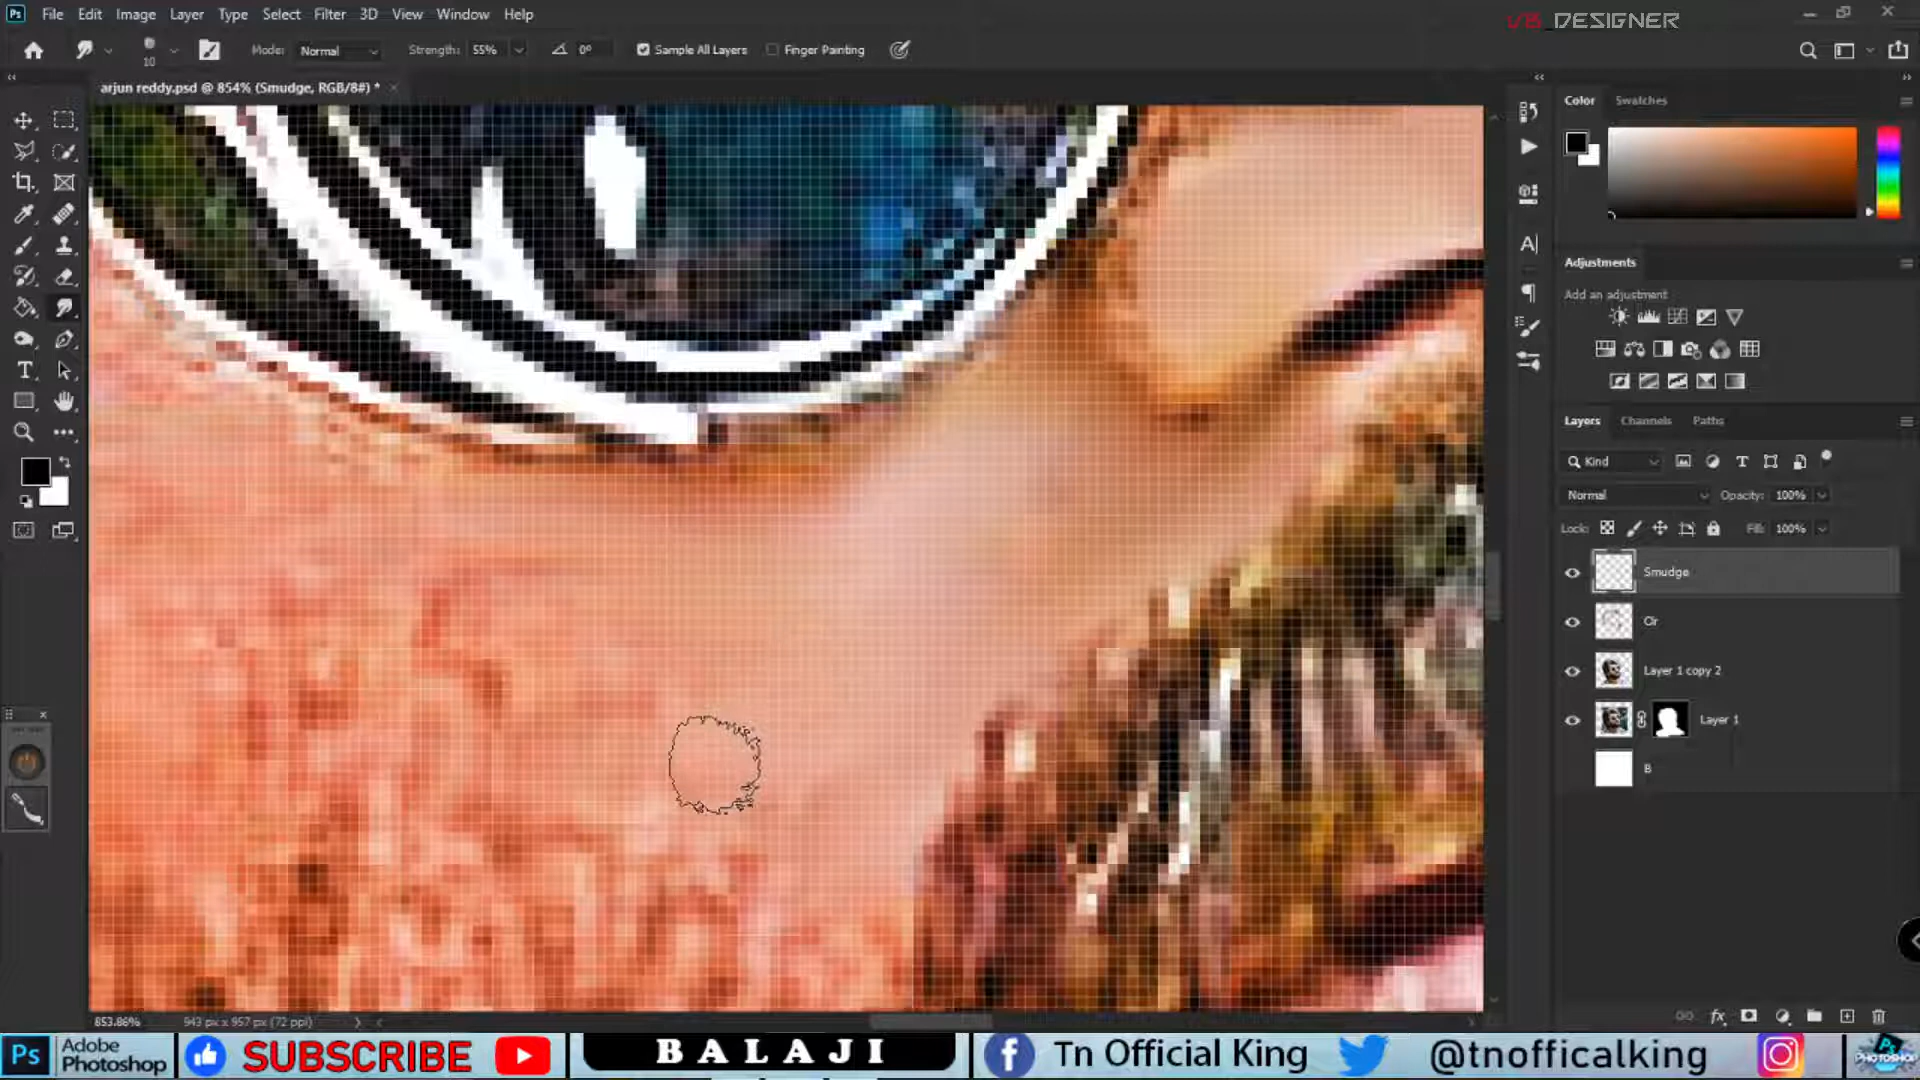 Ps File Edit Image Layer Type Select Filter 3D View Window Help
VB_DESIGNER
10 Mode: Normal Strength: 55% 0° Sample All Layers Finger Painting
arjun reddy.psd @ 854% (Smudge, RGB/8#) *
Color Swatches
Adjustments
Add an adjustment
Layers Channels Paths
Kind
Normal Opacity: 100%
Lock: Fill: 100%
Smudge
Layer 1 copy 2
Layer 1
B
853.86% 943 px x 957 px (72 ppi)
Ps Adobe Photoshop SUBSCRIBE BALAJI Tn Official King @tnofficalking